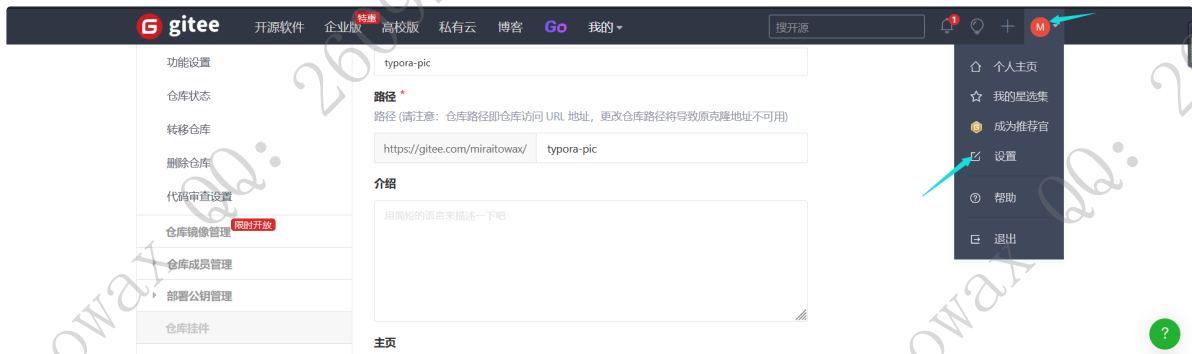 gitee 开源软件 企业版 特惠 高校版 私有云 博客 Go 我的 搜开源 1 M
功能设置
typora-pic
个人主页
仓库状态
路径 *
我的星选集
路径 (请注意：仓库路径即仓库访问 URL 地址，更改仓库路径将导致原克隆地址不可用)
转移仓库
成为推荐官
https://gitee.com/miraitowax/ typora-pic
删除仓库
设置
介绍
代码审查设置
帮助
用简短的语言来描述一下吧
仓库镜像管理 限时开放
退出
仓库成员管理
部署公钥管理
仓库挂件
主页
?
QQ:
QQ:
owax
owax